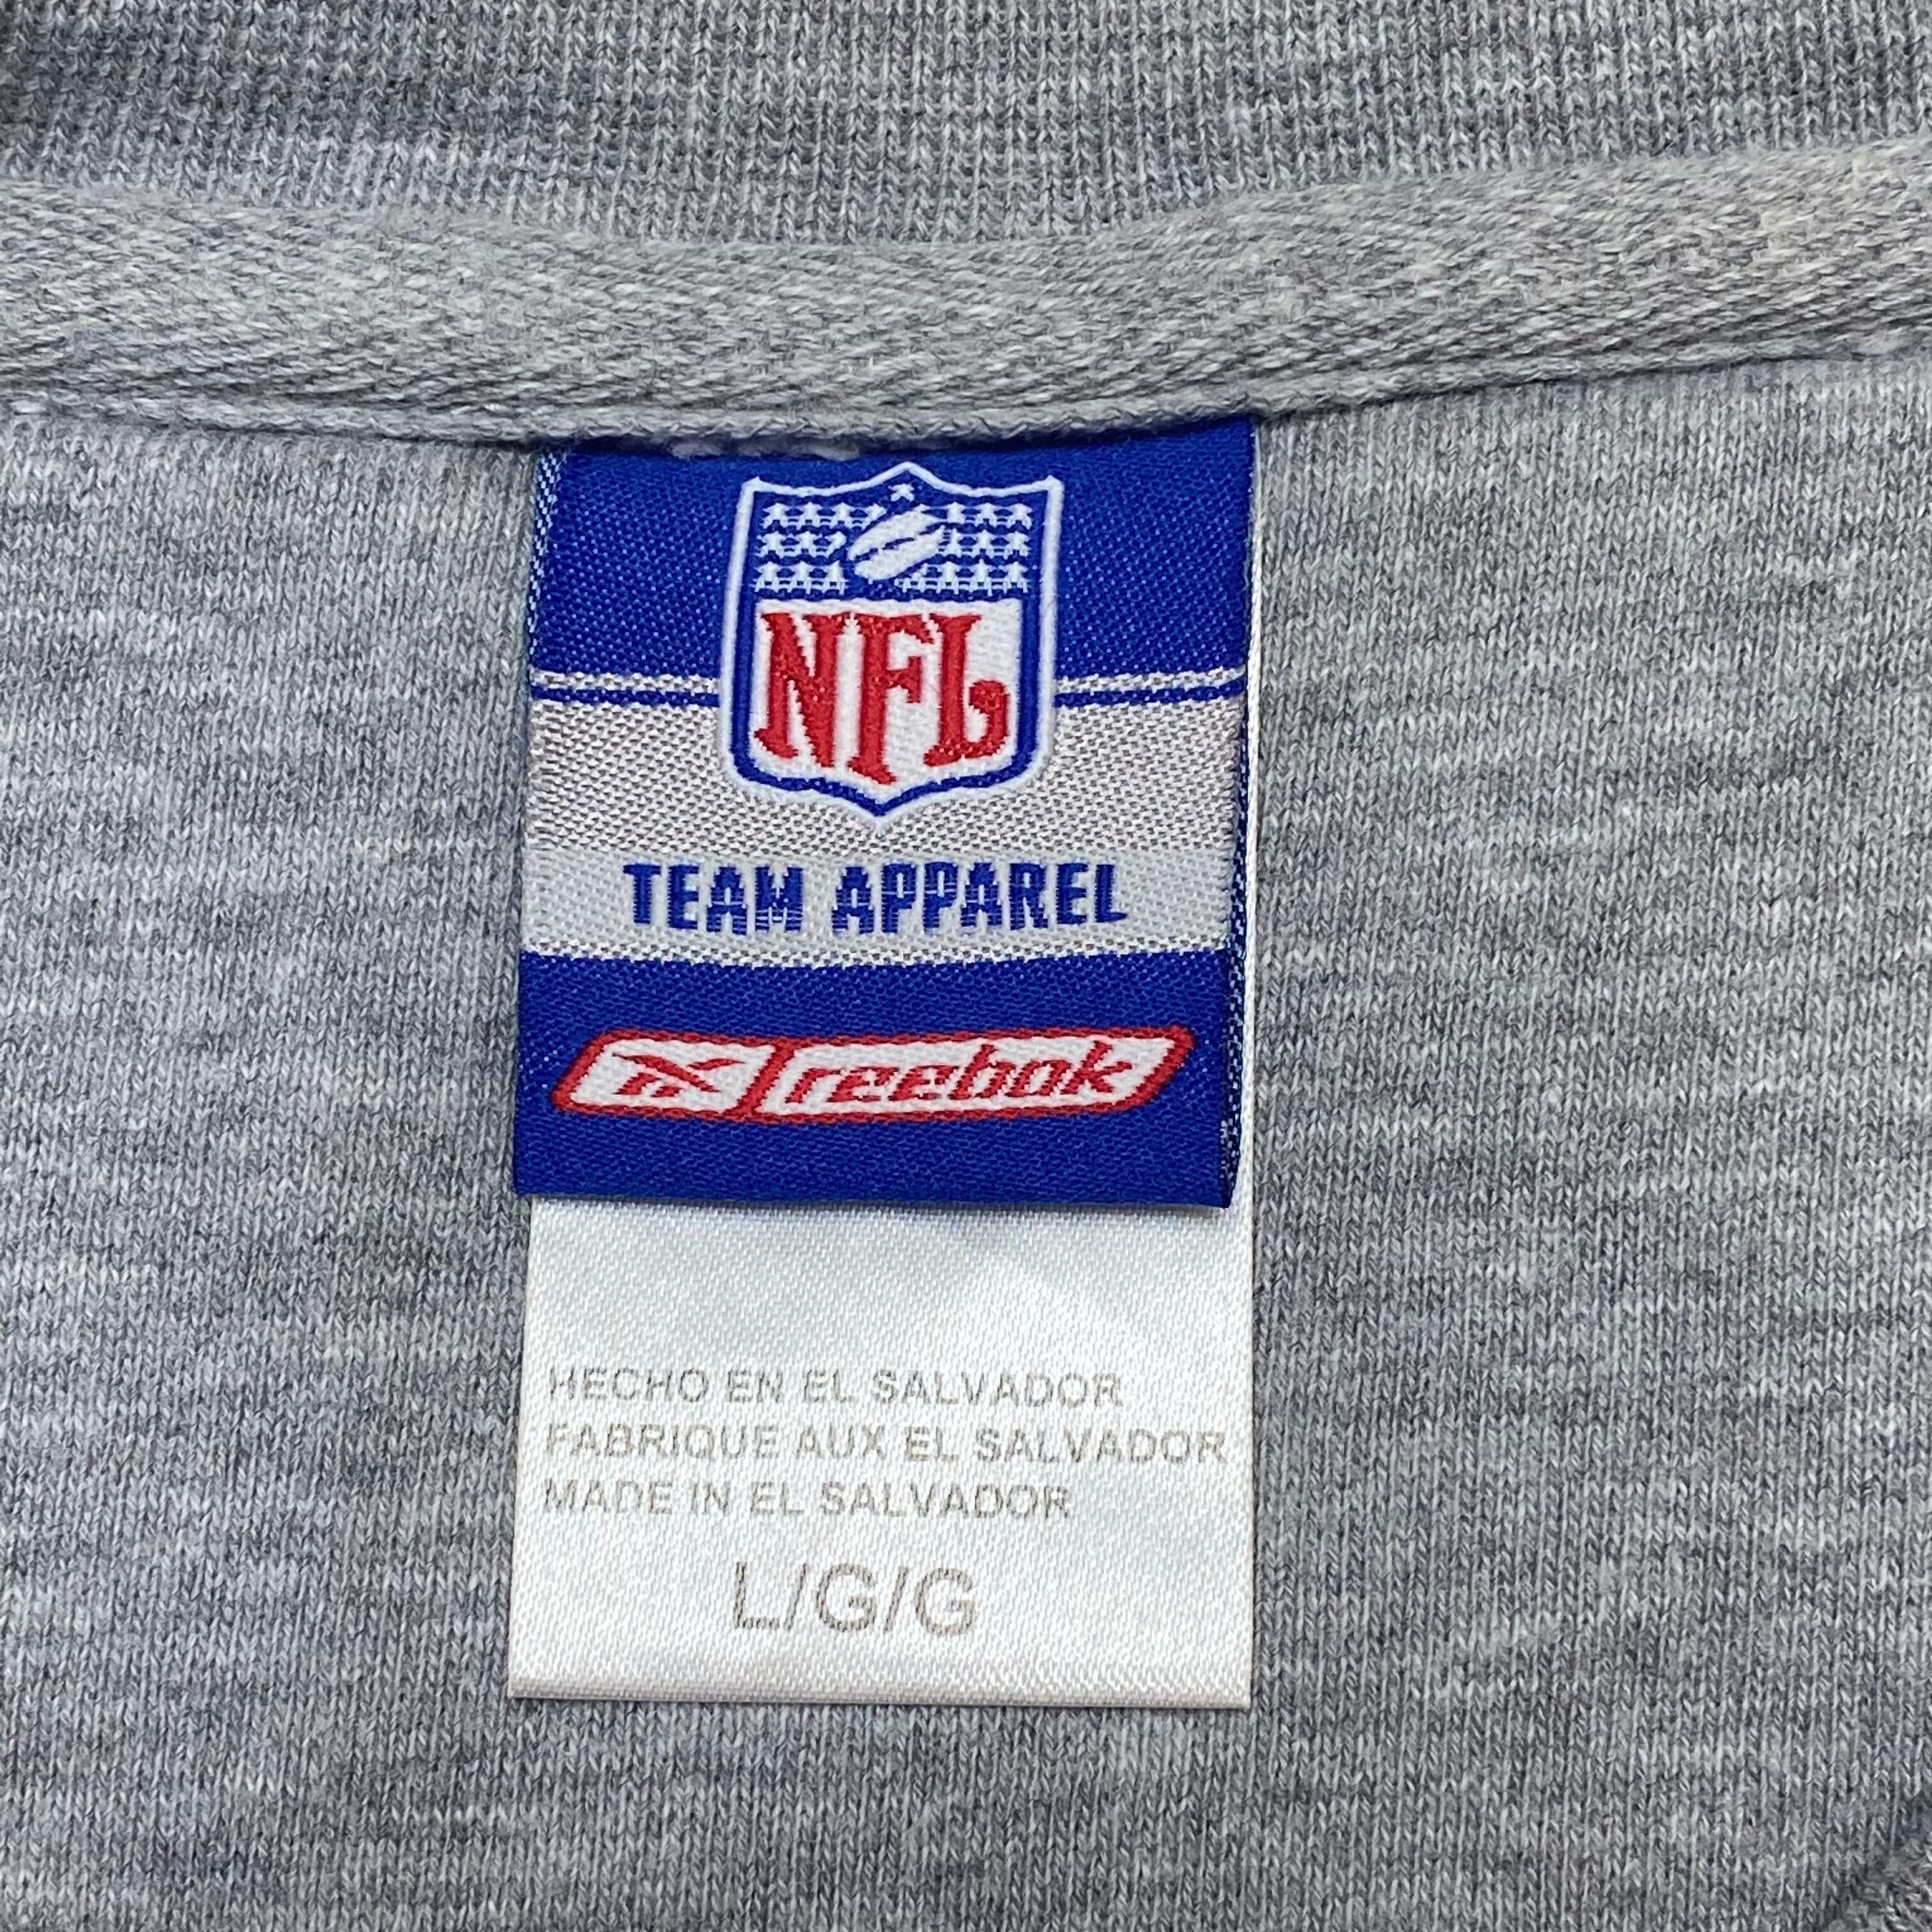 NFL
TEAM APPAREL
reebok
HECHO EN EL SALVADOR
FABRIQUE AUX EL SALVADOR
MADE IN EL SALVADOR
L/G/G